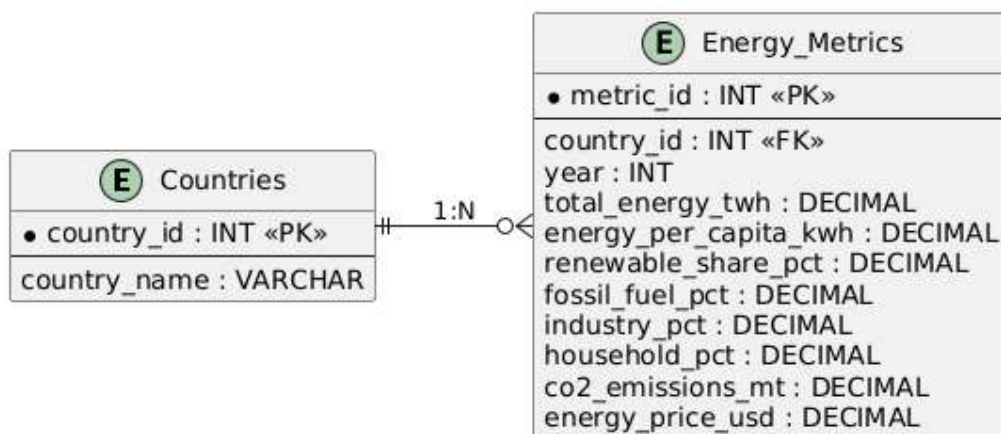 E Countries
• country_id : INT «PK»
country_name : VARCHAR
1:N
E Energy_Metrics
• metric_id : INT «PK»
country_id : INT «FK»
year : INT
total_energy_twh : DECIMAL
energy_per_capita_kwh : DECIMAL
renewable_share_pct : DECIMAL
fossil_fuel_pct : DECIMAL
industry_pct : DECIMAL
household_pct : DECIMAL
co2_emissions_mt : DECIMAL
energy_price_usd : DECIMAL